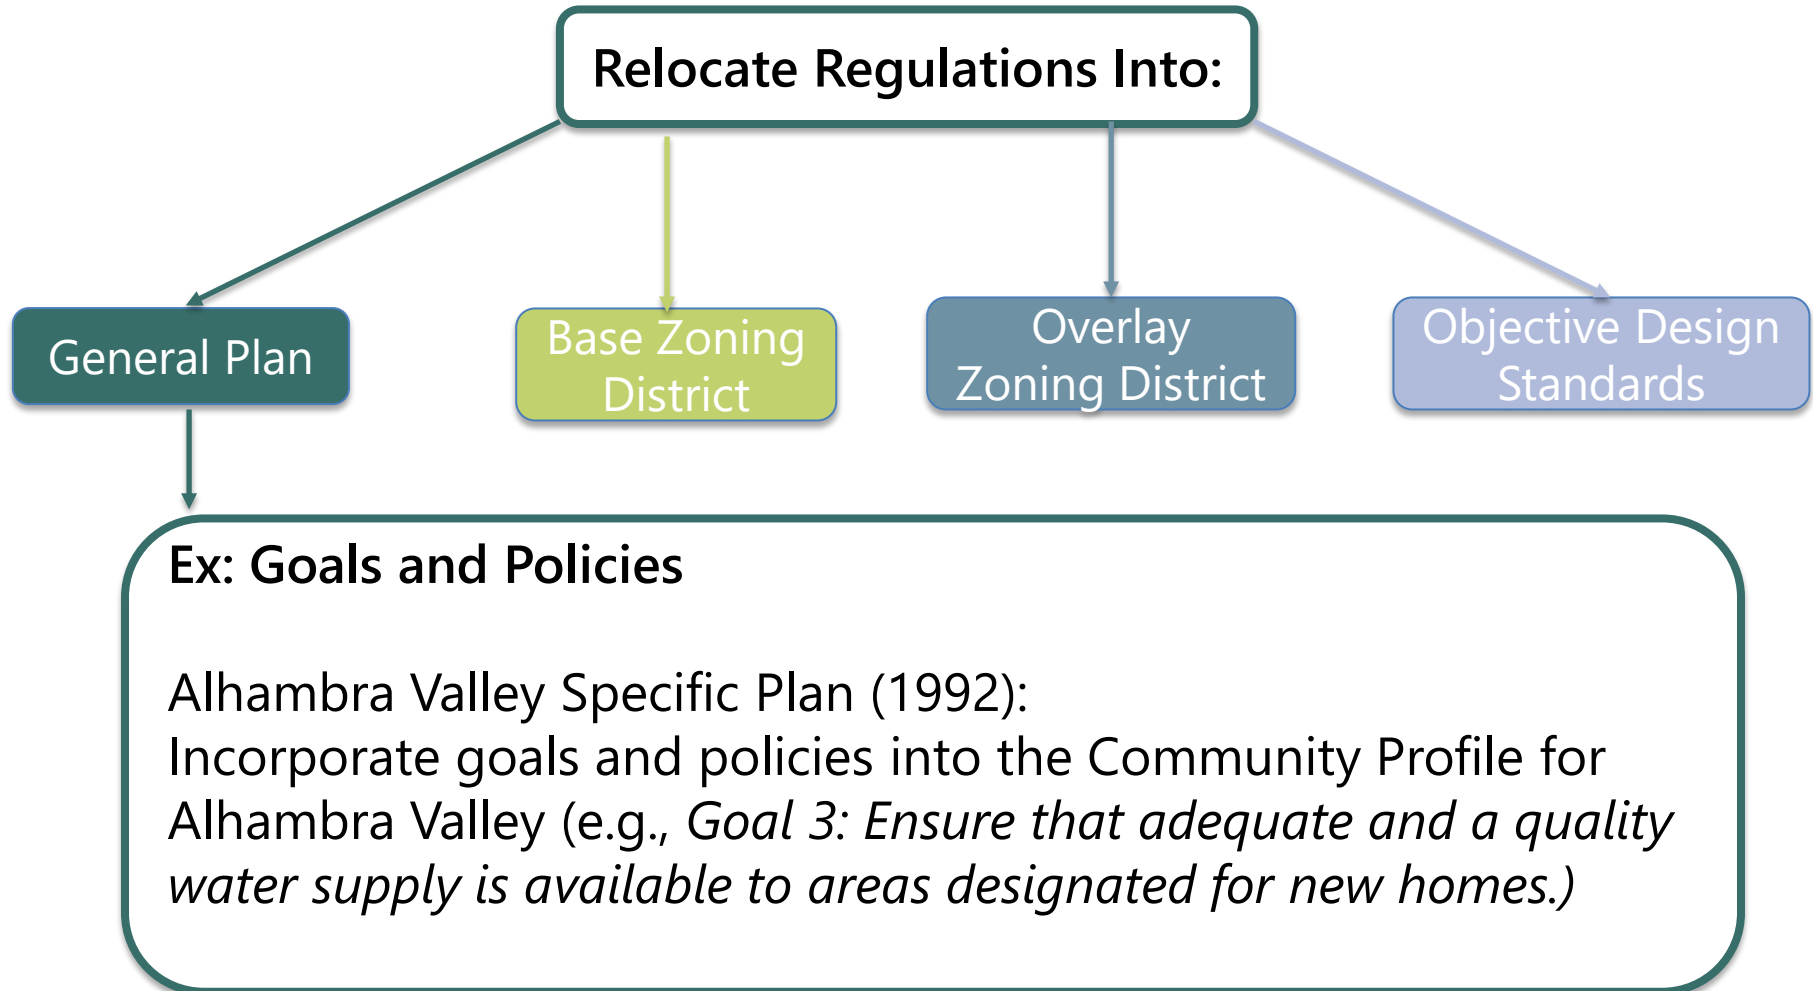 Relocate Regulations Into:
General Plan
Base Zoning
District
Overlay
Zoning District
Objective Design
Standards
Ex: Goals and Policies
Alhambra Valley Specific Plan (1992):
Incorporate goals and policies into the Community Profile for
Alhambra Valley (e.g., Goal 3: Ensure that adequate and a quality
water supply is available to areas designated for new homes.)